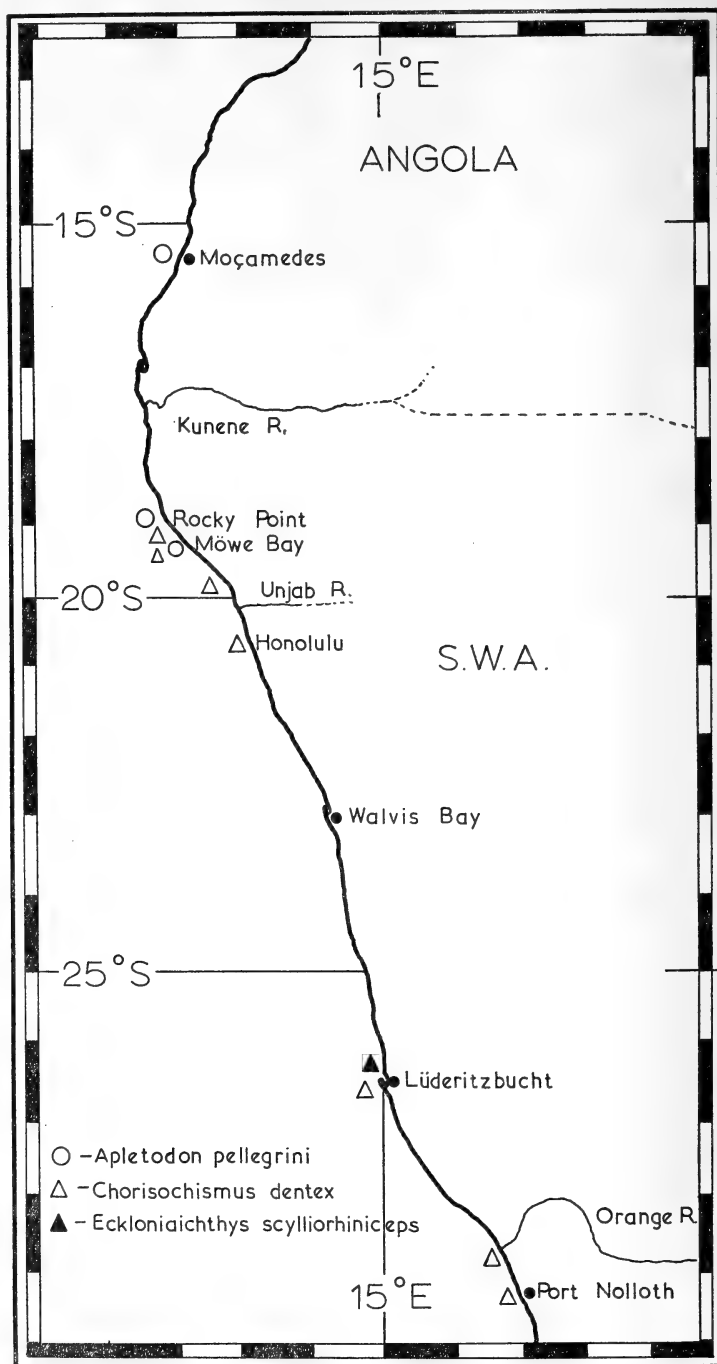 15°E
ANGOLA
15°S
Moçamedes
Kunene R.
Rocky Point
Möwe Bay
20°S
Unjab R.
Honolulu
S.W.A.
Walvis Bay
25°S
Lüderitzbucht
○ -Apletodon pellegrini
△ -Chorisochismus dentex
▲ -Eckloniaichthys scylliorhiniceps
Orange R
15°E
Port Nolloth